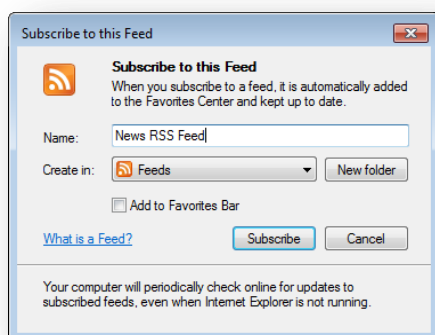 Subscribe to this Feed
Subscribe to this Feed
When you subscribe to a feed, it is automatically added
to the Favorites Center and kept up to date.
Name: News RSS Feed
Create in: Feeds New folder
Add to Favorites Bar
What is a Feed? Subscribe Cancel
Your computer will periodically check online for updates to
subscribed feeds, even when Internet Explorer is not running.